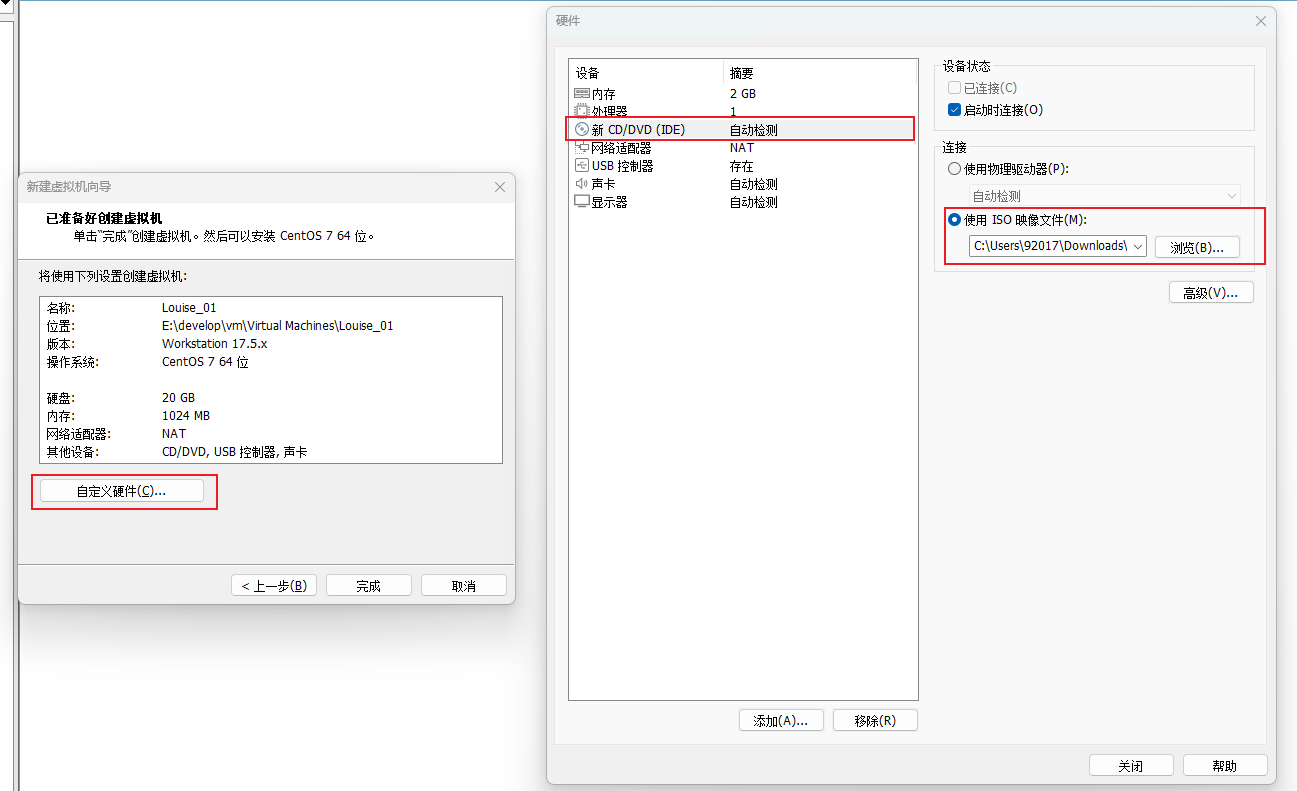 新建虚拟机向导
已准备好创建虚拟机
单击“完成”创建虚拟机。然后可以安装 CentOS 7 64 位。
将使用下列设置创建虚拟机:
名称: Louise_01
位置: E:\develop\vm\Virtual Machines\Louise_01
版本: Workstation 17.5.x
操作系统: CentOS 7 64 位
硬盘: 20 GB
内存: 1024 MB
网络适配器: NAT
其他设备: CD/DVD, USB 控制器, 声卡
自定义硬件(C)...
< 上一步(B) 完成 取消
硬件
设备 摘要
内存 2 GB
处理器 1
新 CD/DVD (IDE) 自动检测
网络适配器 NAT
USB 控制器 存在
声卡 自动检测
显示器 自动检测
添加(A)... 移除(R)
设备状态
已连接(C)
启动时连接(O)
连接
使用物理驱动器(P):
自动检测
使用 ISO 映像文件(M):
C:\Users\92017\Downloads\ 浏览(B)...
高级(V)...
关闭 帮助